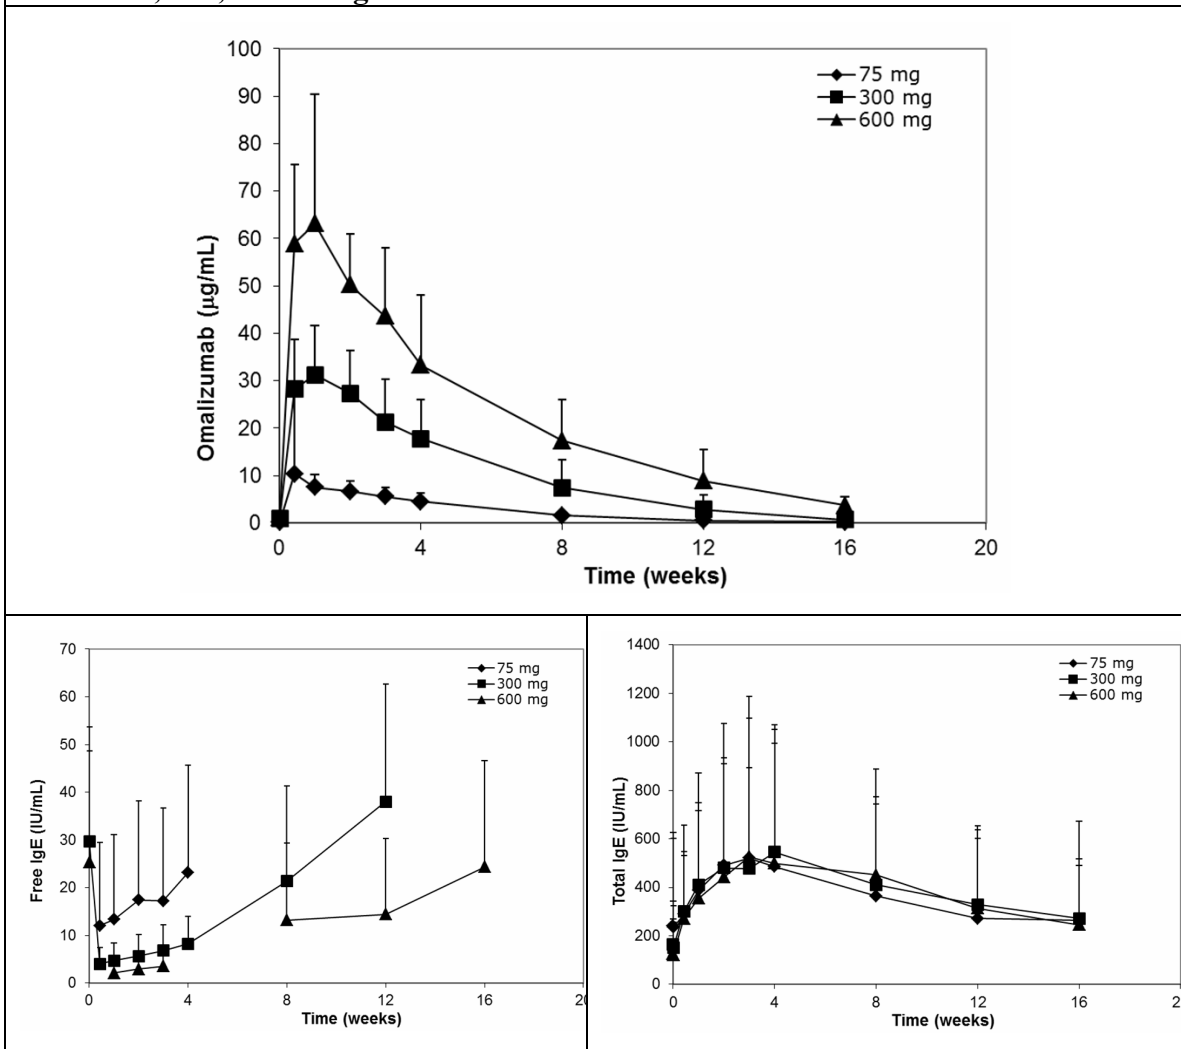 100
90
80
70
60
50
40
30
20
10
0
Omalizumab (μg/mL)
75 mg
300 mg
600 mg
0 4 8 12 16 20
Time (weeks)
70
60
50
40
30
20
10
0
Free IgE (IU/mL)
75 mg
300 mg
600 mg
0 4 8 12 16
Time (weeks)
1400
1200
1000
800
600
400
200
0
Total IgE (IU/mL)
75 mg
300 mg
600 mg
0 4 8 12 16
Time (weeks)